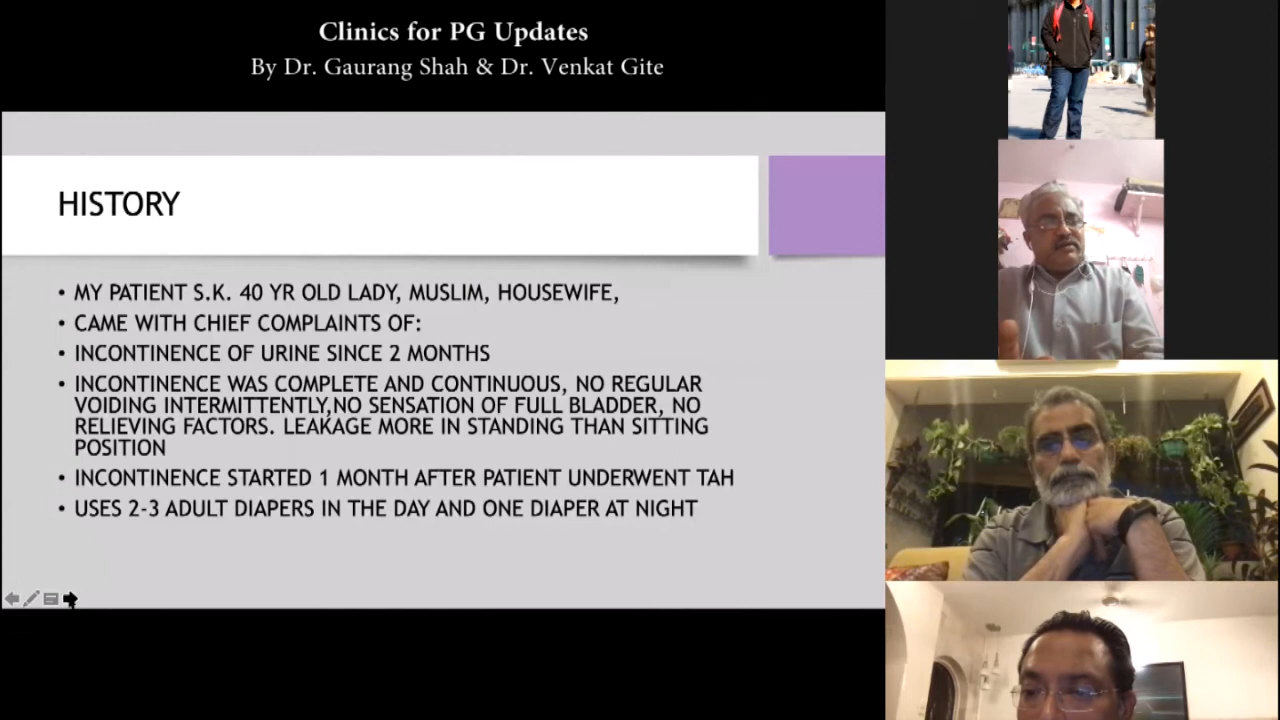 Clinics for PG Updates
By Dr. Gaurang Shah & Dr. Venkat Gite
HISTORY
• MY PATIENT S.K. 40 YR OLD LADY, MUSLIM, HOUSEWIFE,
• CAME WITH CHIEF COMPLAINTS OF:
• INCONTINENCE OF URINE SINCE 2 MONTHS
• INCONTINENCE WAS COMPLETE AND CONTINUOUS, NO REGULAR
VOIDING INTERMITTENTLY,NO SENSATION OF FULL BLADDER, NO
RELIEVING FACTORS. LEAKAGE MORE IN STANDING THAN SITTING
POSITION
• INCONTINENCE STARTED 1 MONTH AFTER PATIENT UNDERWENT TAH
• USES 2-3 ADULT DIAPERS IN THE DAY AND ONE DIAPER AT NIGHT